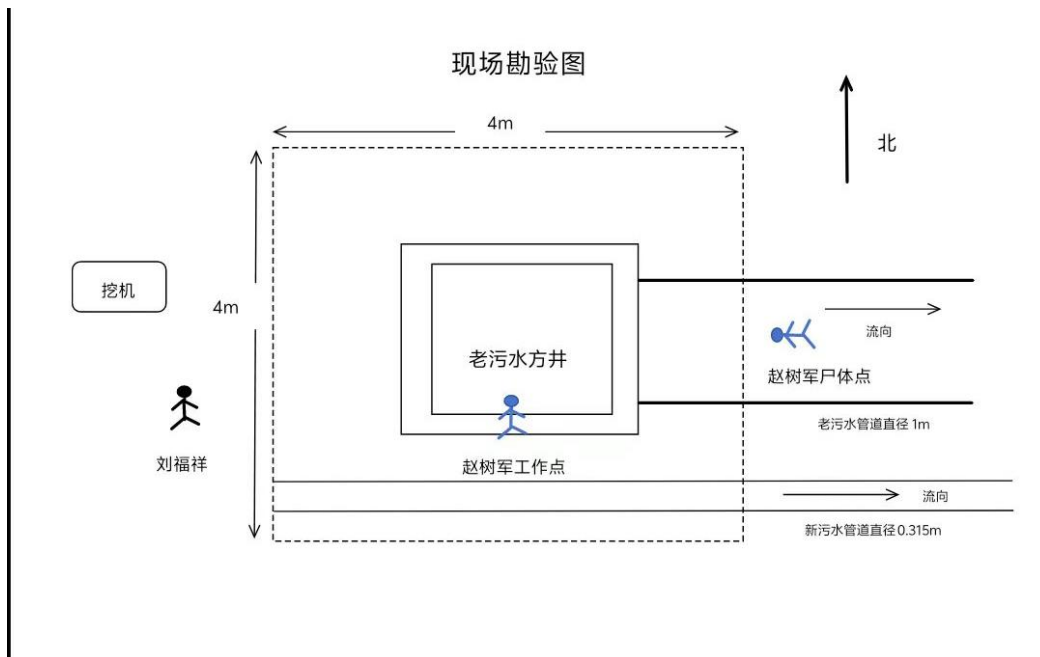 现场勘验图
4m
北
挖机
4m
老污水方井
流向
赵树军尸体点
老污水管道直径 1m
刘福祥
赵树军工作点
流向
新污水管道直径0.315m